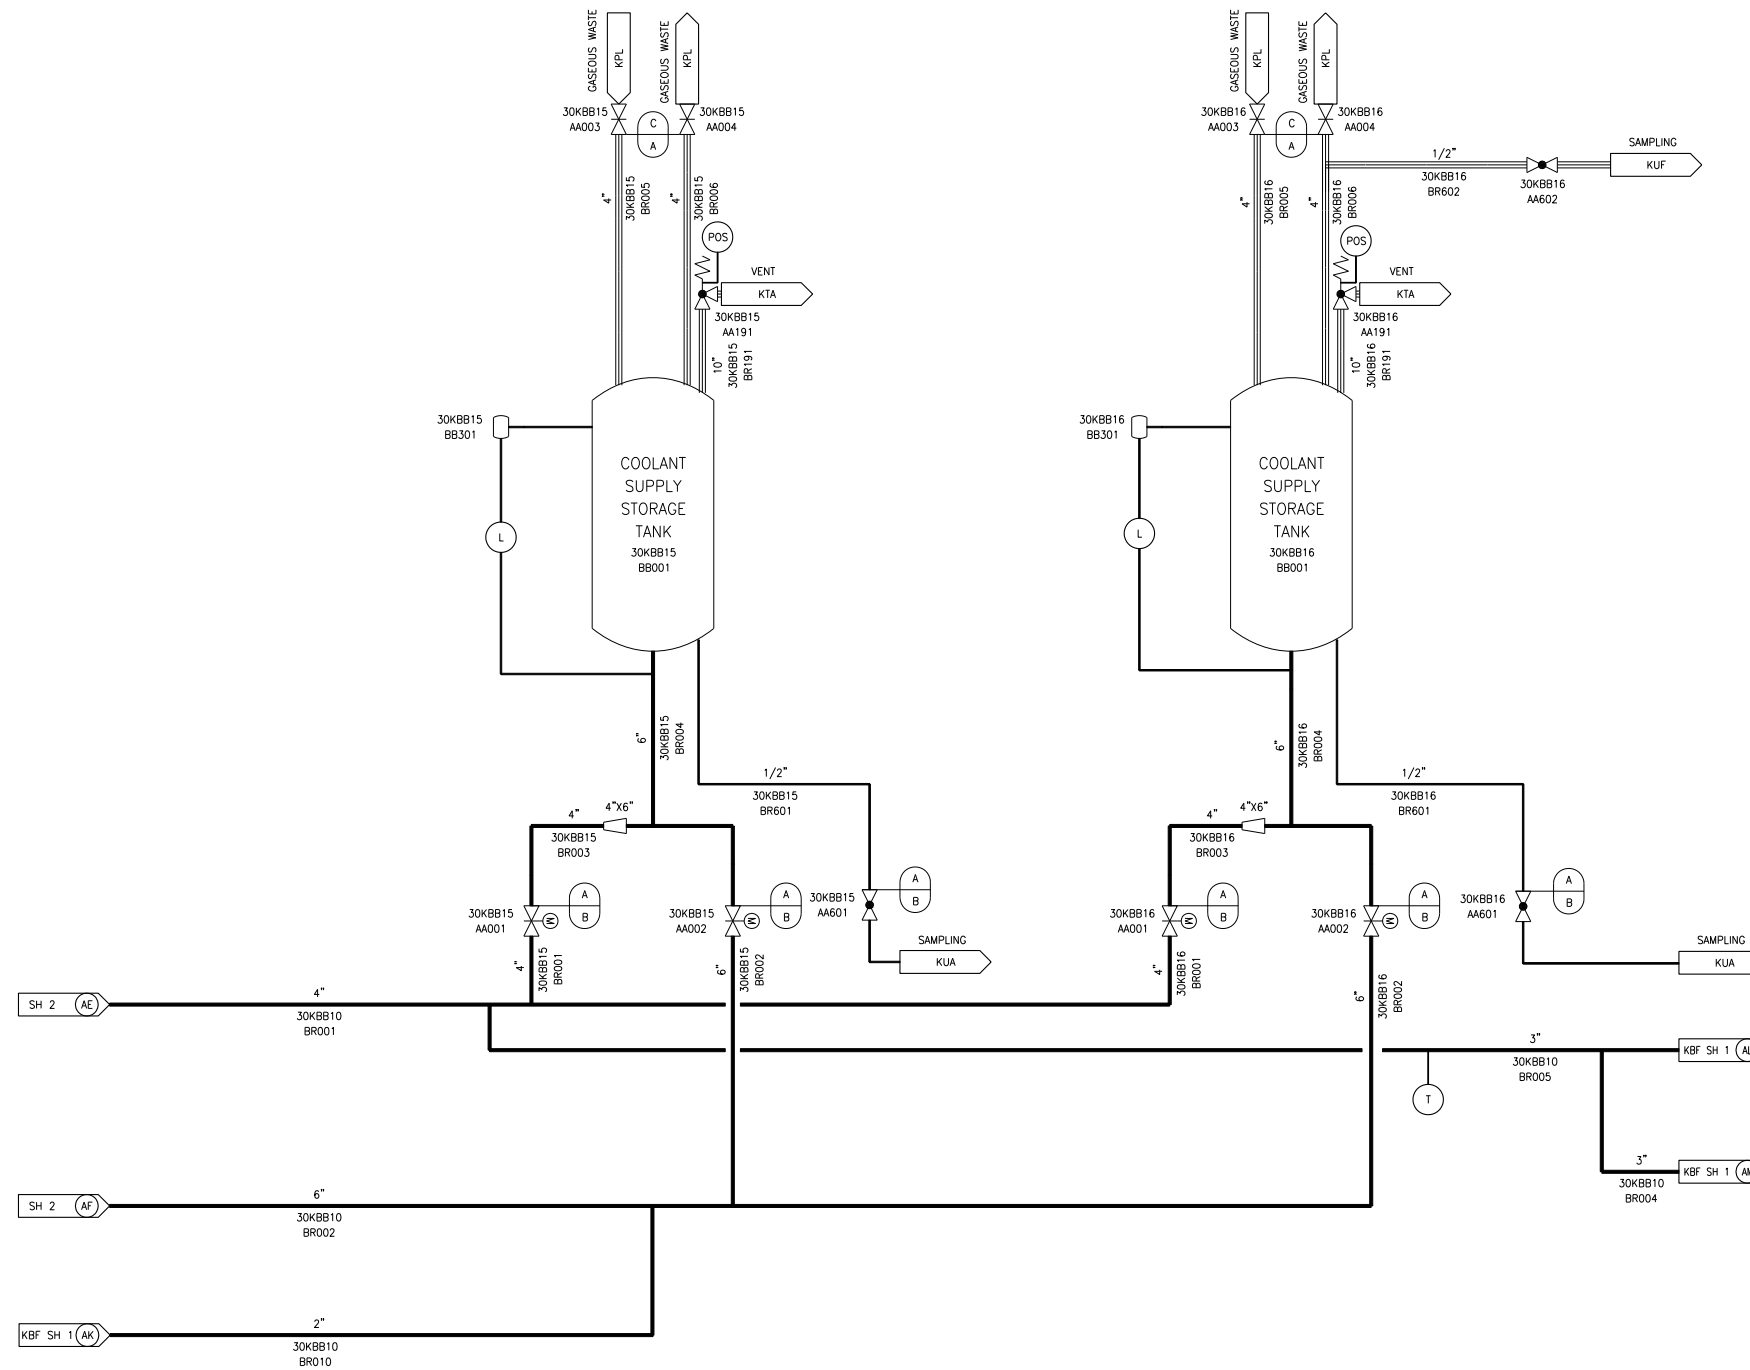 GASEOUS WASTE
KPL
GASEOUS WASTE
KPL
GASEOUS WASTE
KPL
GASEOUS WASTE
KPL
30KBB15
AA003
C
A
30KBB15
AA004
30KBB16
AA003
C
A
30KBB16
AA004
4"
30KBB15
BR005
4"
30KBB15
BR006
4"
30KBB16
BR005
4"
30KBB16
BR006
1/2"
30KBB16
BR602
30KBB16
AA602
SAMPLING
KUF
POS
VENT
KTA
30KBB15
AA191
10"
30KBB15
BR191
POS
VENT
KTA
30KBB16
AA191
10"
30KBB16
BR191
30KBB15
BB301
L
COOLANT
SUPPLY
STORAGE
TANK
30KBB15
BB001
30KBB16
BB301
L
COOLANT
SUPPLY
STORAGE
TANK
30KBB16
BB001
6"
30KBB15
BR004
6"
30KBB16
BR004
1/2"
30KBB15
BR601
1/2"
30KBB16
BR601
4"
30KBB15
BR003
4"X6"
4"
30KBB16
BR003
4"X6"
30KBB15
AA001
M
A
B
30KBB15
AA002
M
A
B
30KBB15
AA601
A
B
30KBB16
AA001
M
A
B
30KBB16
AA002
M
A
B
30KBB16
AA601
A
B
4"
30KBB15
BR001
6"
30KBB15
BR002
SAMPLING
KUA
4"
30KBB16
BR001
6"
30KBB16
BR002
SAMPLING
KUA
SH 2 AE
4"
30KBB10
BR001
3"
30KBB10
BR005
KBF SH 1
T
3"
30KBB10
BR004
KBF SH 1
SH 2 AF
6"
30KBB10
BR002
KBF SH 1 AK
2"
30KBB10
BR010